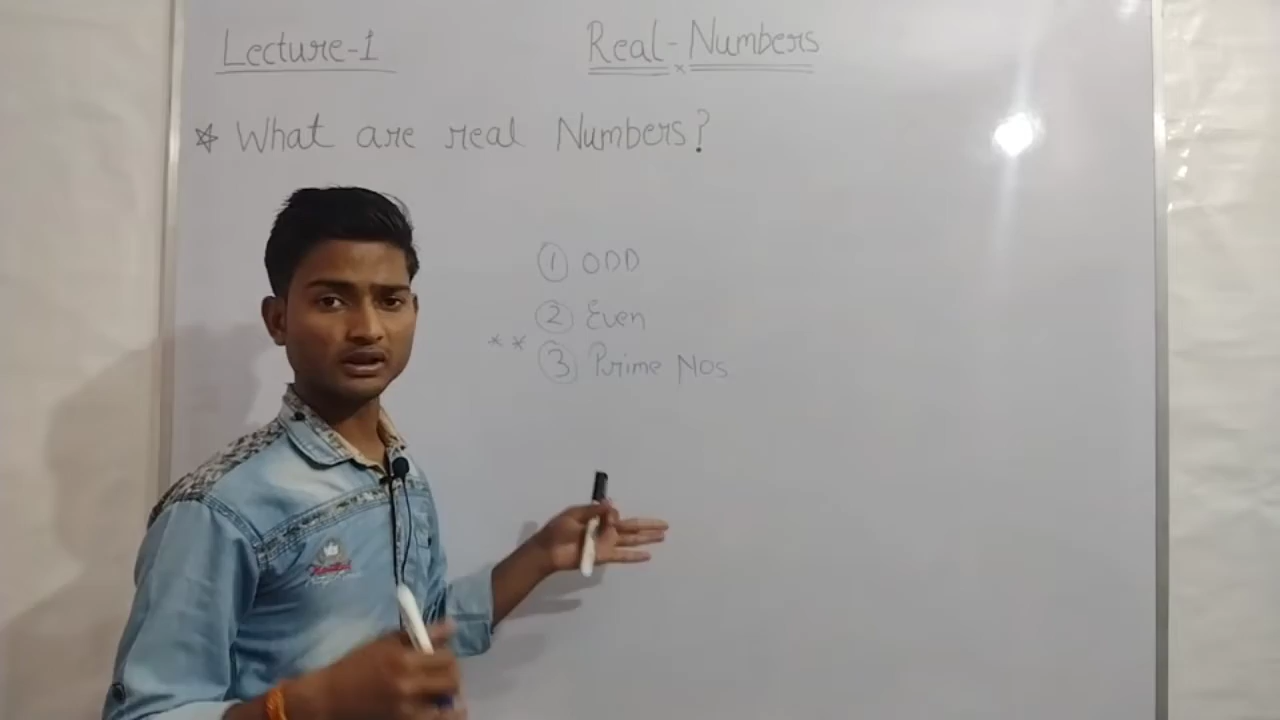 Lecture-1
Real-Numbers
What are real Numbers?
① ODD
② Even
** ③ Prime Nos